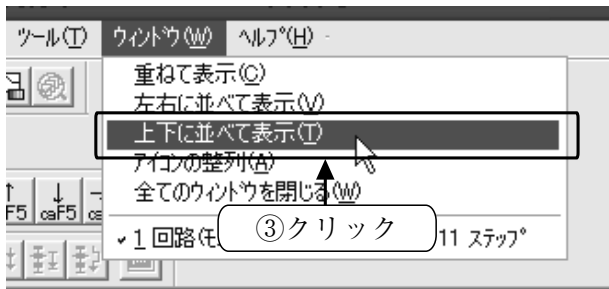 ツール(T) ウィンドウ(W) ヘルプ(H)
重ねて表示(C)
左右に並べて表示(V)
上下に並べて表示(T)
アイコンの整列(A)
全てのウィンドウを閉じる(W)
F5 caF5
③クリック
✓1 回路(モ 11 ステップ